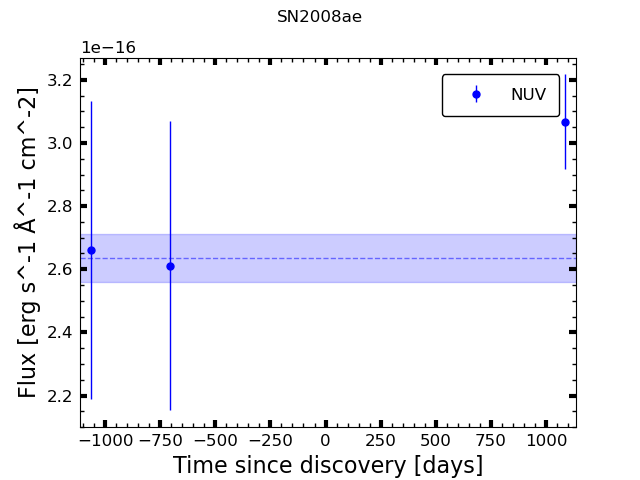 SN2008ae
1e−16
3.2
3.0
2.8
2.6
2.4
2.2
Flux [erg s^-1 Å^-1 cm^-2]
NUV
−1000 −750 −500 −250 0 250 500 750 1000
Time since discovery [days]